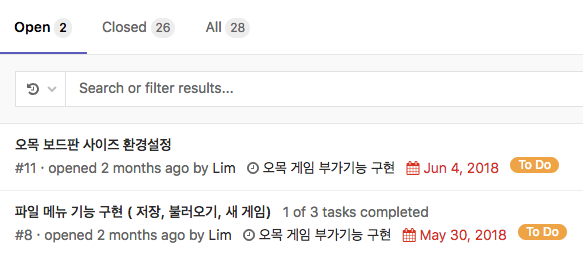 Open 2 Closed 26 All 28
Search or filter results...
오목 보드판 사이즈 환경설정
#11 · opened 2 months ago by Lim 오목 게임 부가기능 구현 Jun 4, 2018 To Do
파일 메뉴 기능 구현 ( 저장, 불러오기, 새 게임) 1 of 3 tasks completed
#8 · opened 2 months ago by Lim 오목 게임 부가기능 구현 May 30, 2018 To Do